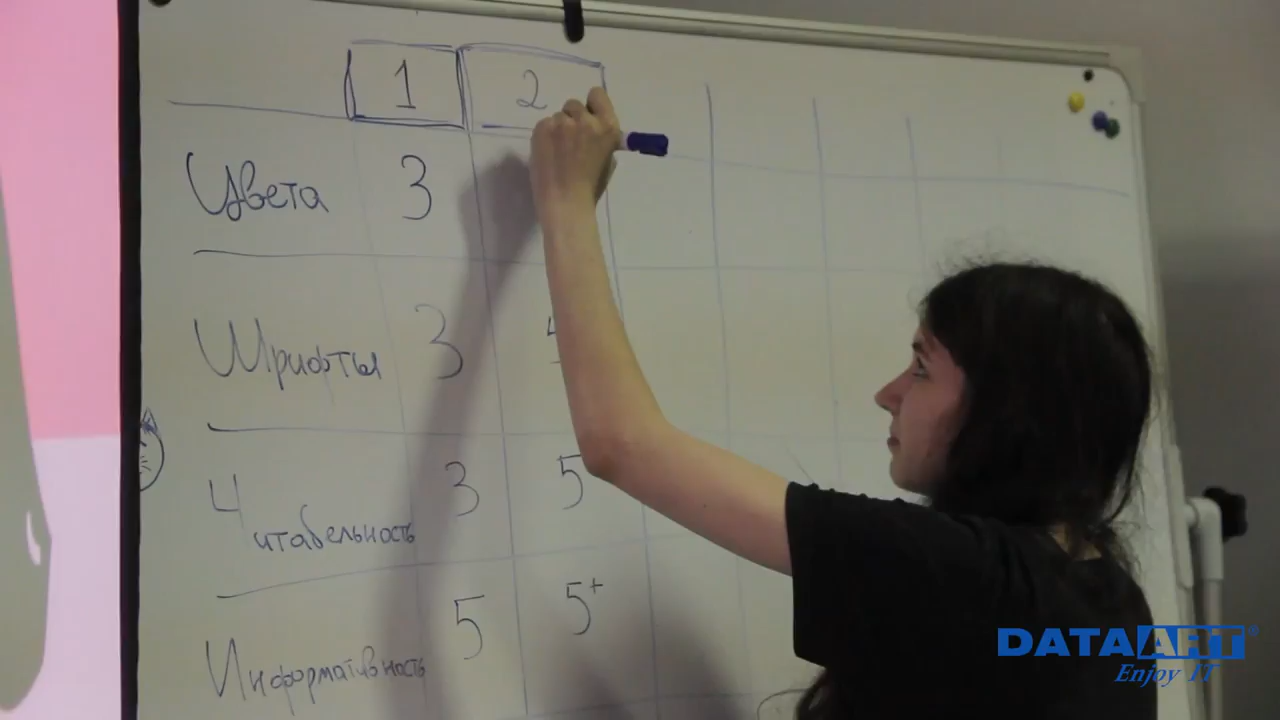 1 2
Цвета 3
Шрифты 3
Читабельность 3 5
Информативность 5 5+
DATAART®
Enjoy IT